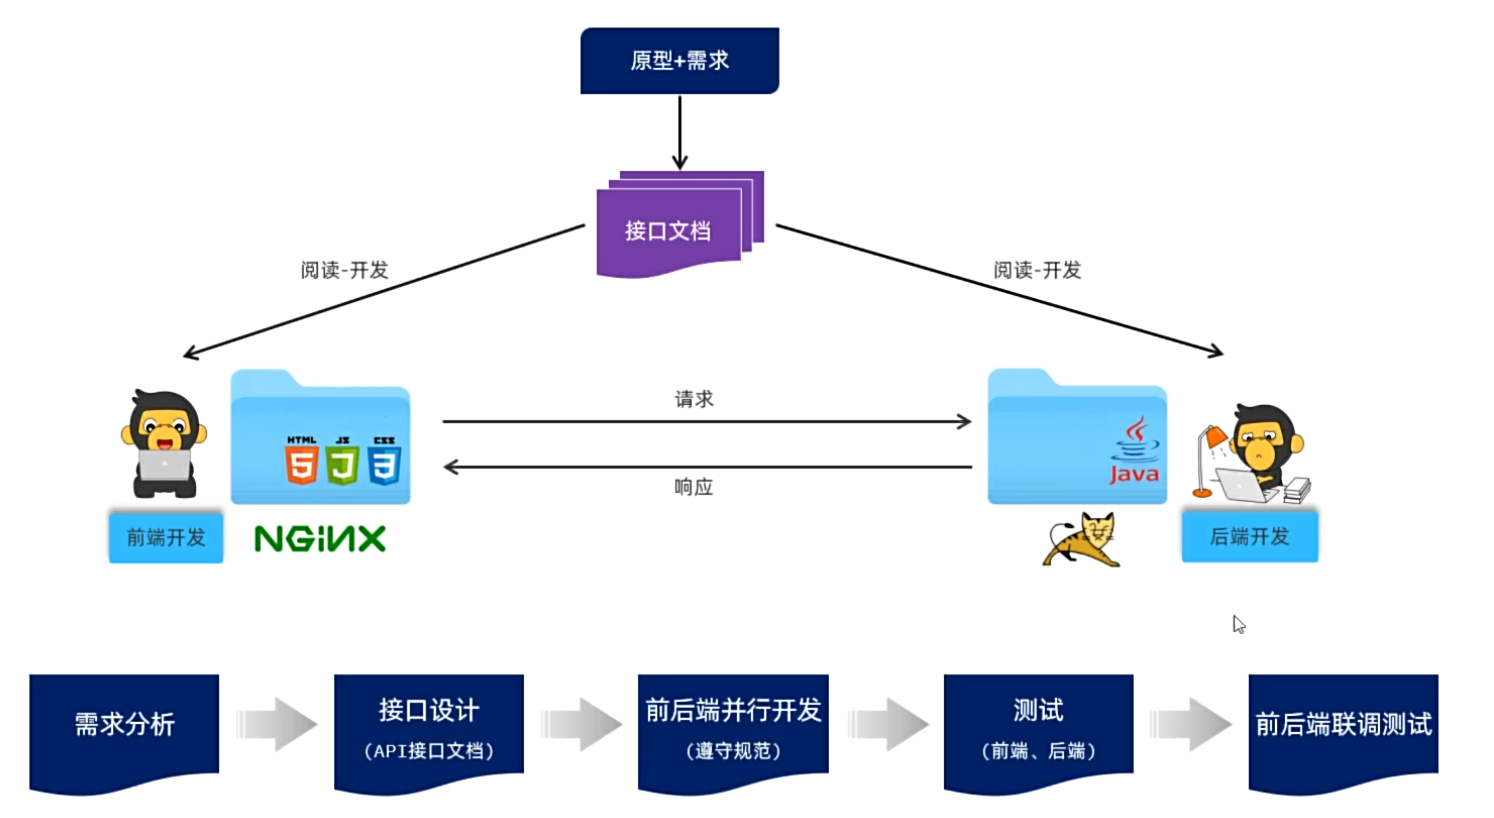 原型+需求
接口文档
阅读-开发
阅读-开发
请求
响应
HTML JS CSS
5 J 3
Java
前端开发
NGiNX
后端开发
需求分析
接口设计
(API接口文档)
前后端并行开发
(遵守规范)
测试
(前端、后端)
前后端联调测试